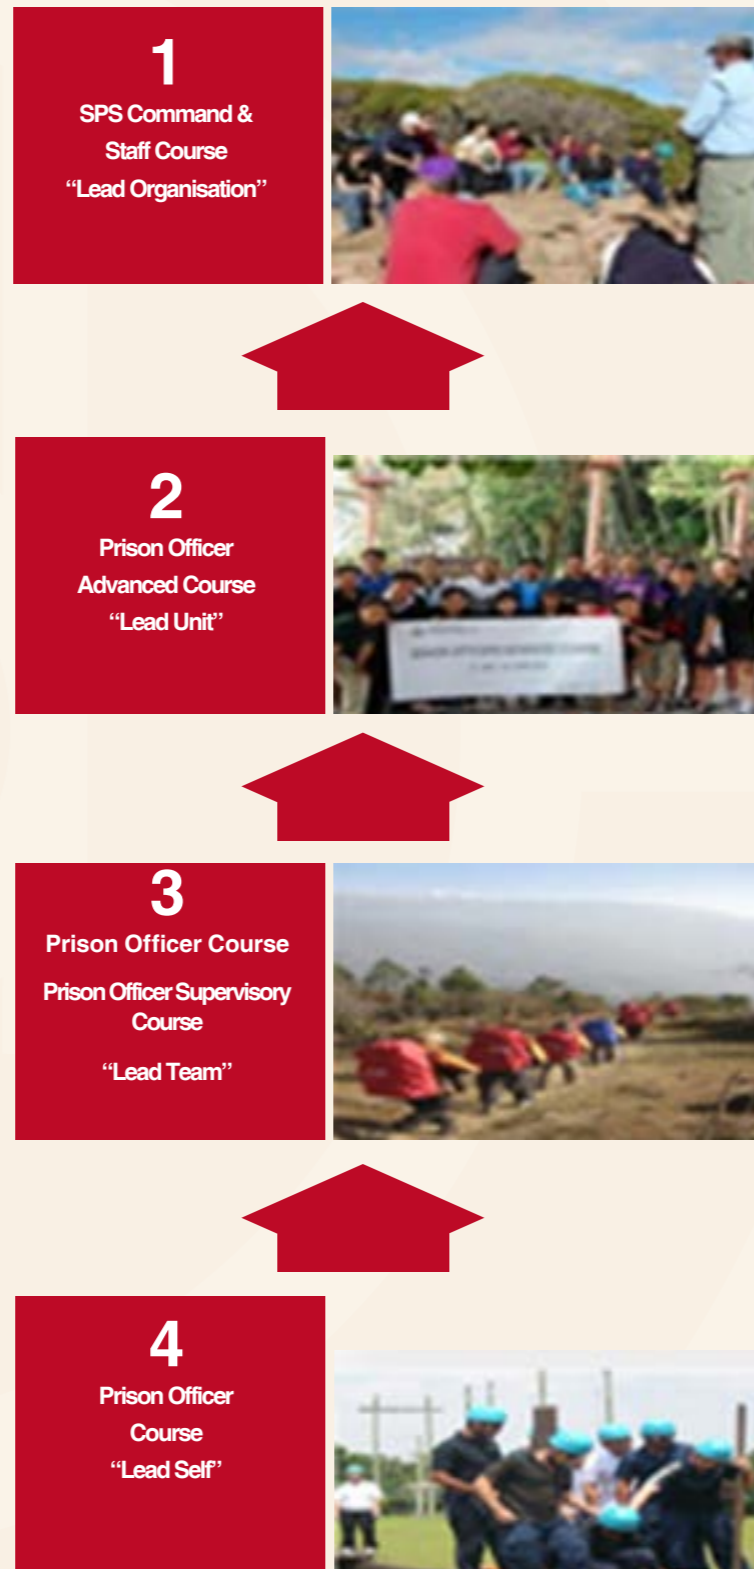 1
SPS Command &
Staff Course
“Lead Organisation”
2
Prison Officer
Advanced Course
“Lead Unit”
3
Prison Officer Course
Prison Officer Supervisory
Course
“Lead Team”
4
Prison Officer
Course
“Lead Self”